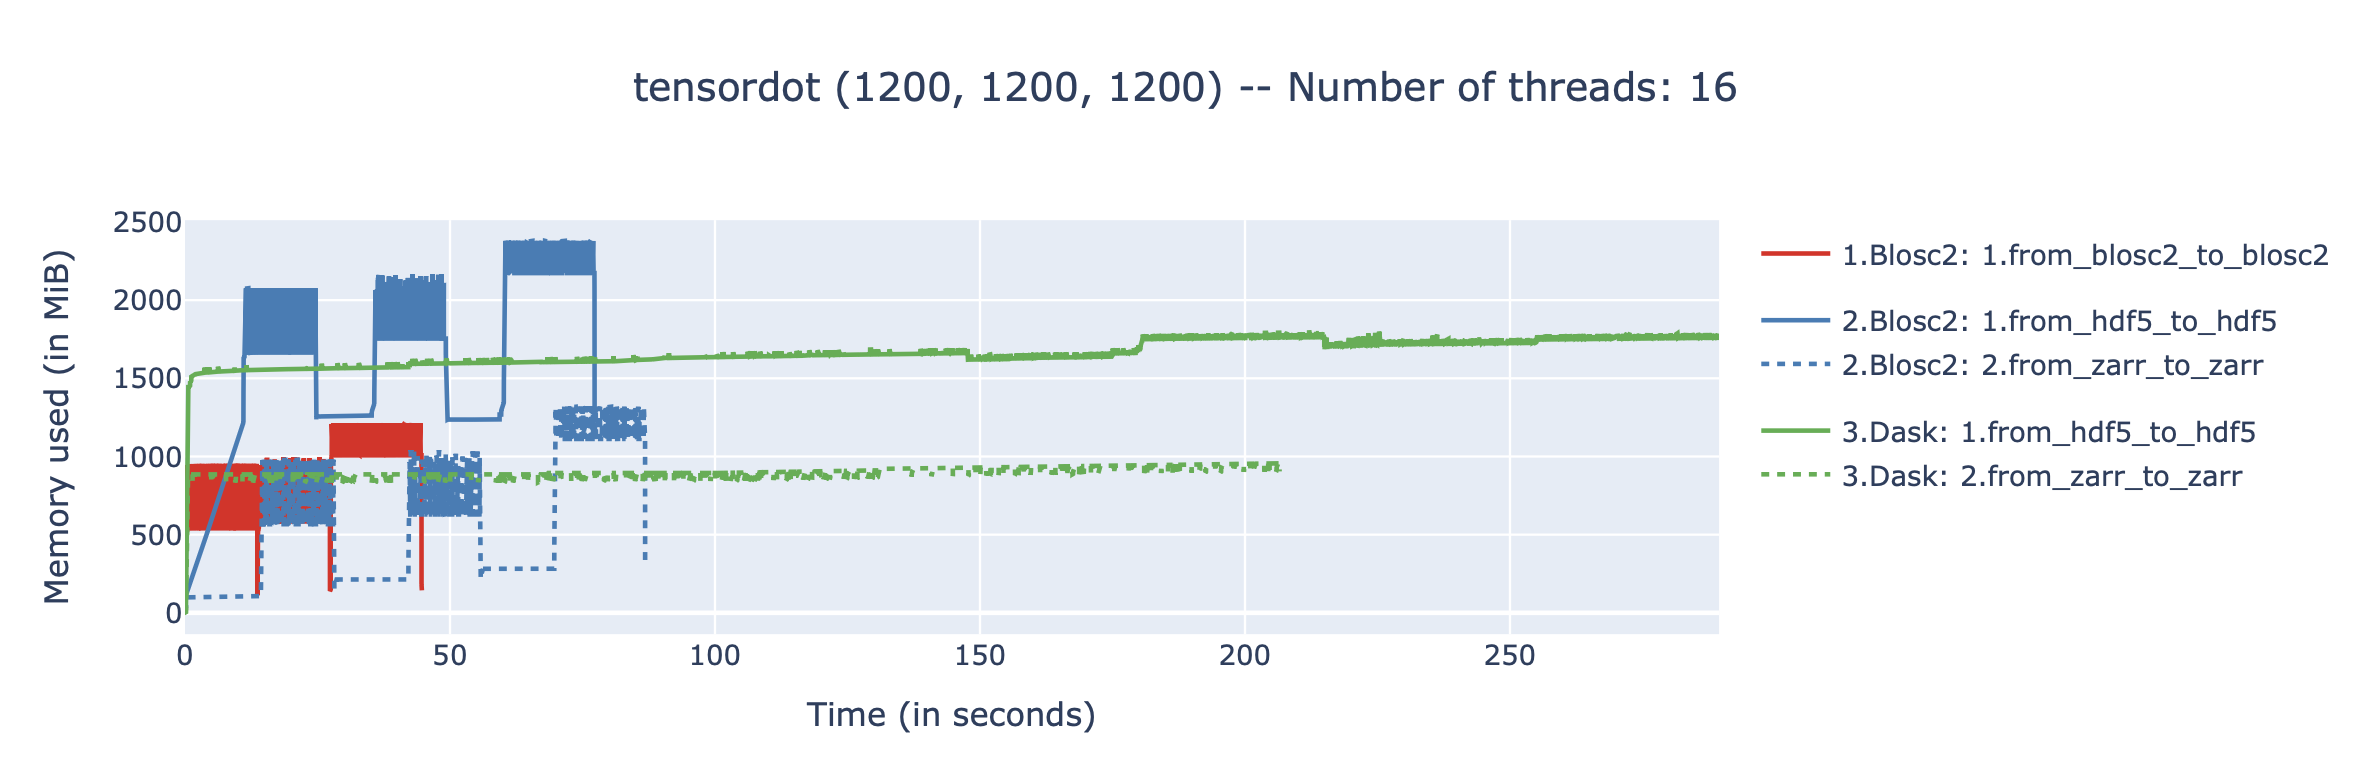 tensordot (1200, 1200, 1200) -- Number of threads: 16
Memory used (in MiB)
2500
2000
1500
1000
500
0
0
50
100
150
200
250
Time (in seconds)
1.Blosc2: 1.from_blosc2_to_blosc2
2.Blosc2: 1.from_hdf5_to_hdf5
2.Blosc2: 2.from_zarr_to_zarr
3.Dask: 1.from_hdf5_to_hdf5
3.Dask: 2.from_zarr_to_zarr